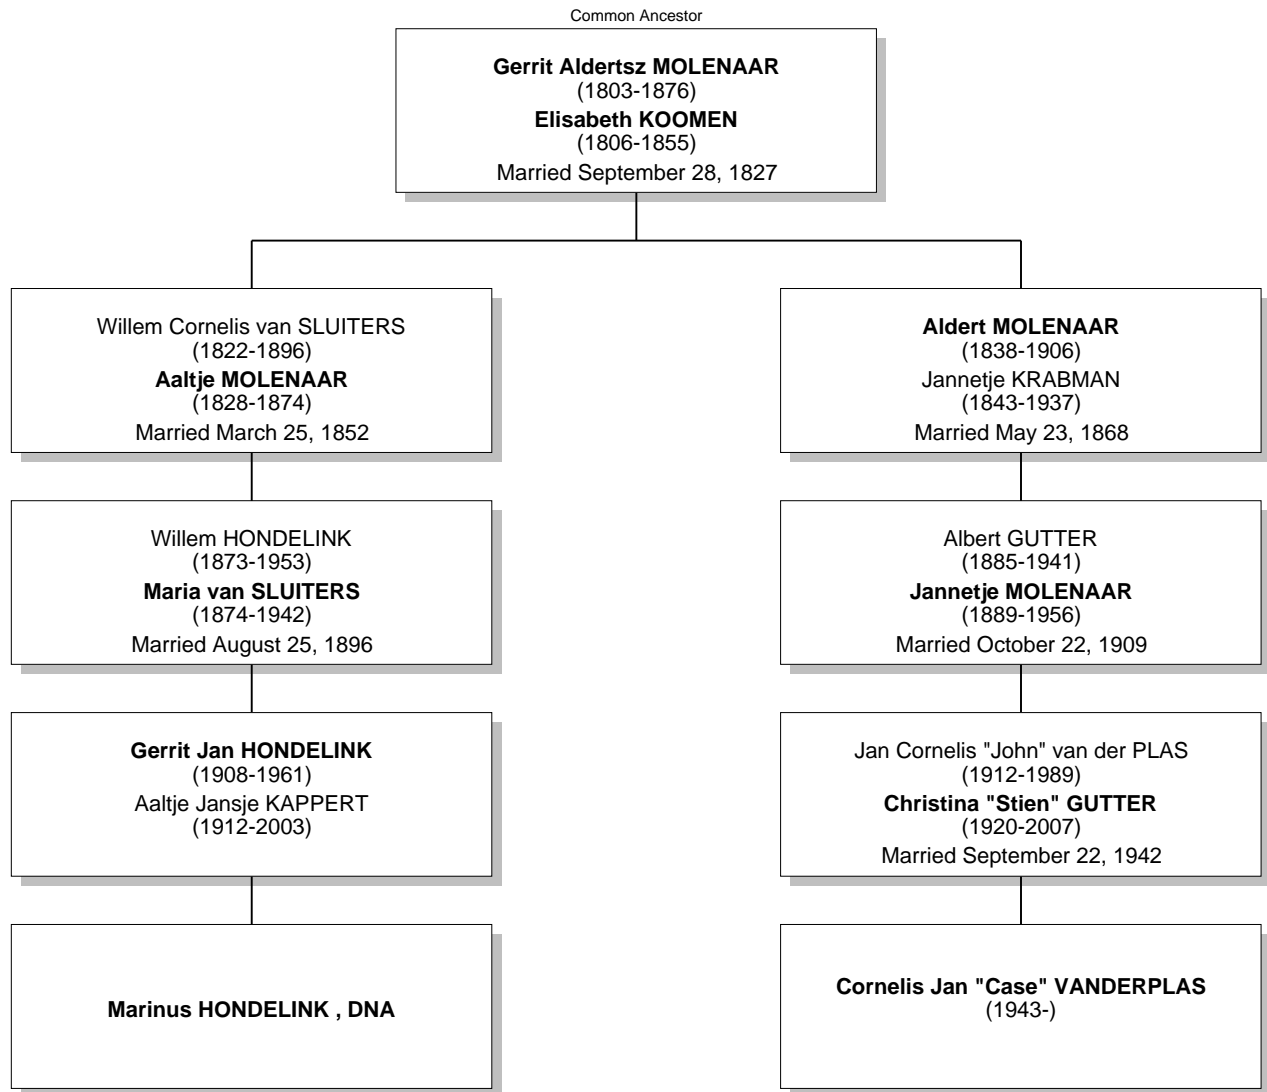 Common Ancestor
Gerrit Aldertsz MOLENAAR
(1803-1876)
Elisabeth KOOMEN
(1806-1855)
Married September 28, 1827
Willem Cornelis van SLUITERS
(1822-1896)
Aaltje MOLENAAR
(1828-1874)
Married March 25, 1852
Aldert MOLENAAR
(1838-1906)
Jannetje KRABMAN
(1843-1937)
Married May 23, 1868
Willem HONDELINK
(1873-1953)
Maria van SLUITERS
(1874-1942)
Married August 25, 1896
Albert GUTTER
(1885-1941)
Jannetje MOLENAAR
(1889-1956)
Married October 22, 1909
Gerrit Jan HONDELINK
(1908-1961)
Aaltje Jansje KAPPERT
(1912-2003)
Jan Cornelis "John" van der PLAS
(1912-1989)
Christina "Stien" GUTTER
(1920-2007)
Married September 22, 1942
Marinus HONDELINK , DNA
Cornelis Jan "Case" VANDERPLAS
(1943-)